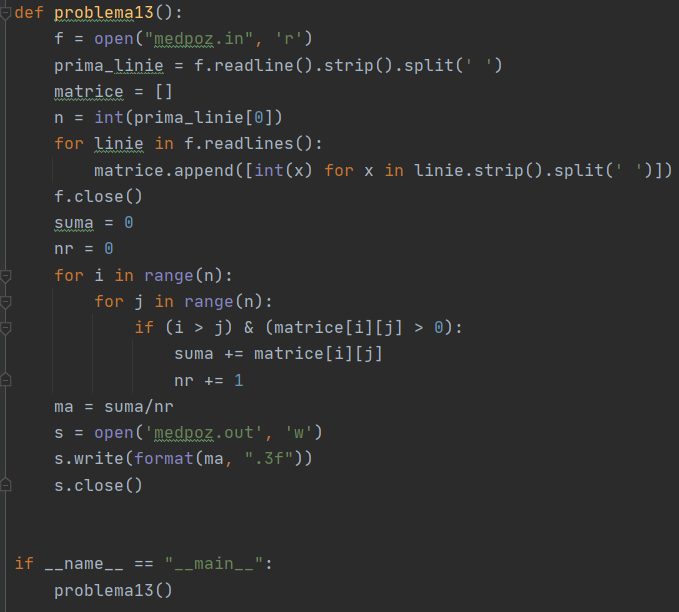 def problema13():
    f = open("medpoz.in", 'r')
    prima_linie = f.readline().strip().split(' ')
    matrice = []
    n = int(prima_linie[0])
    for linie in f.readlines():
        matrice.append([int(x) for x in linie.strip().split(' ')])
    f.close()
    suma = 0
    nr = 0
    for i in range(n):
        for j in range(n):
            if (i > j) & (matrice[i][j] > 0):
                suma += matrice[i][j]
                nr += 1
    ma = suma/nr
    s = open('medpoz.out', 'w')
    s.write(format(ma, ".3f"))
    s.close()
if __name__ == "__main__":
    problema13()